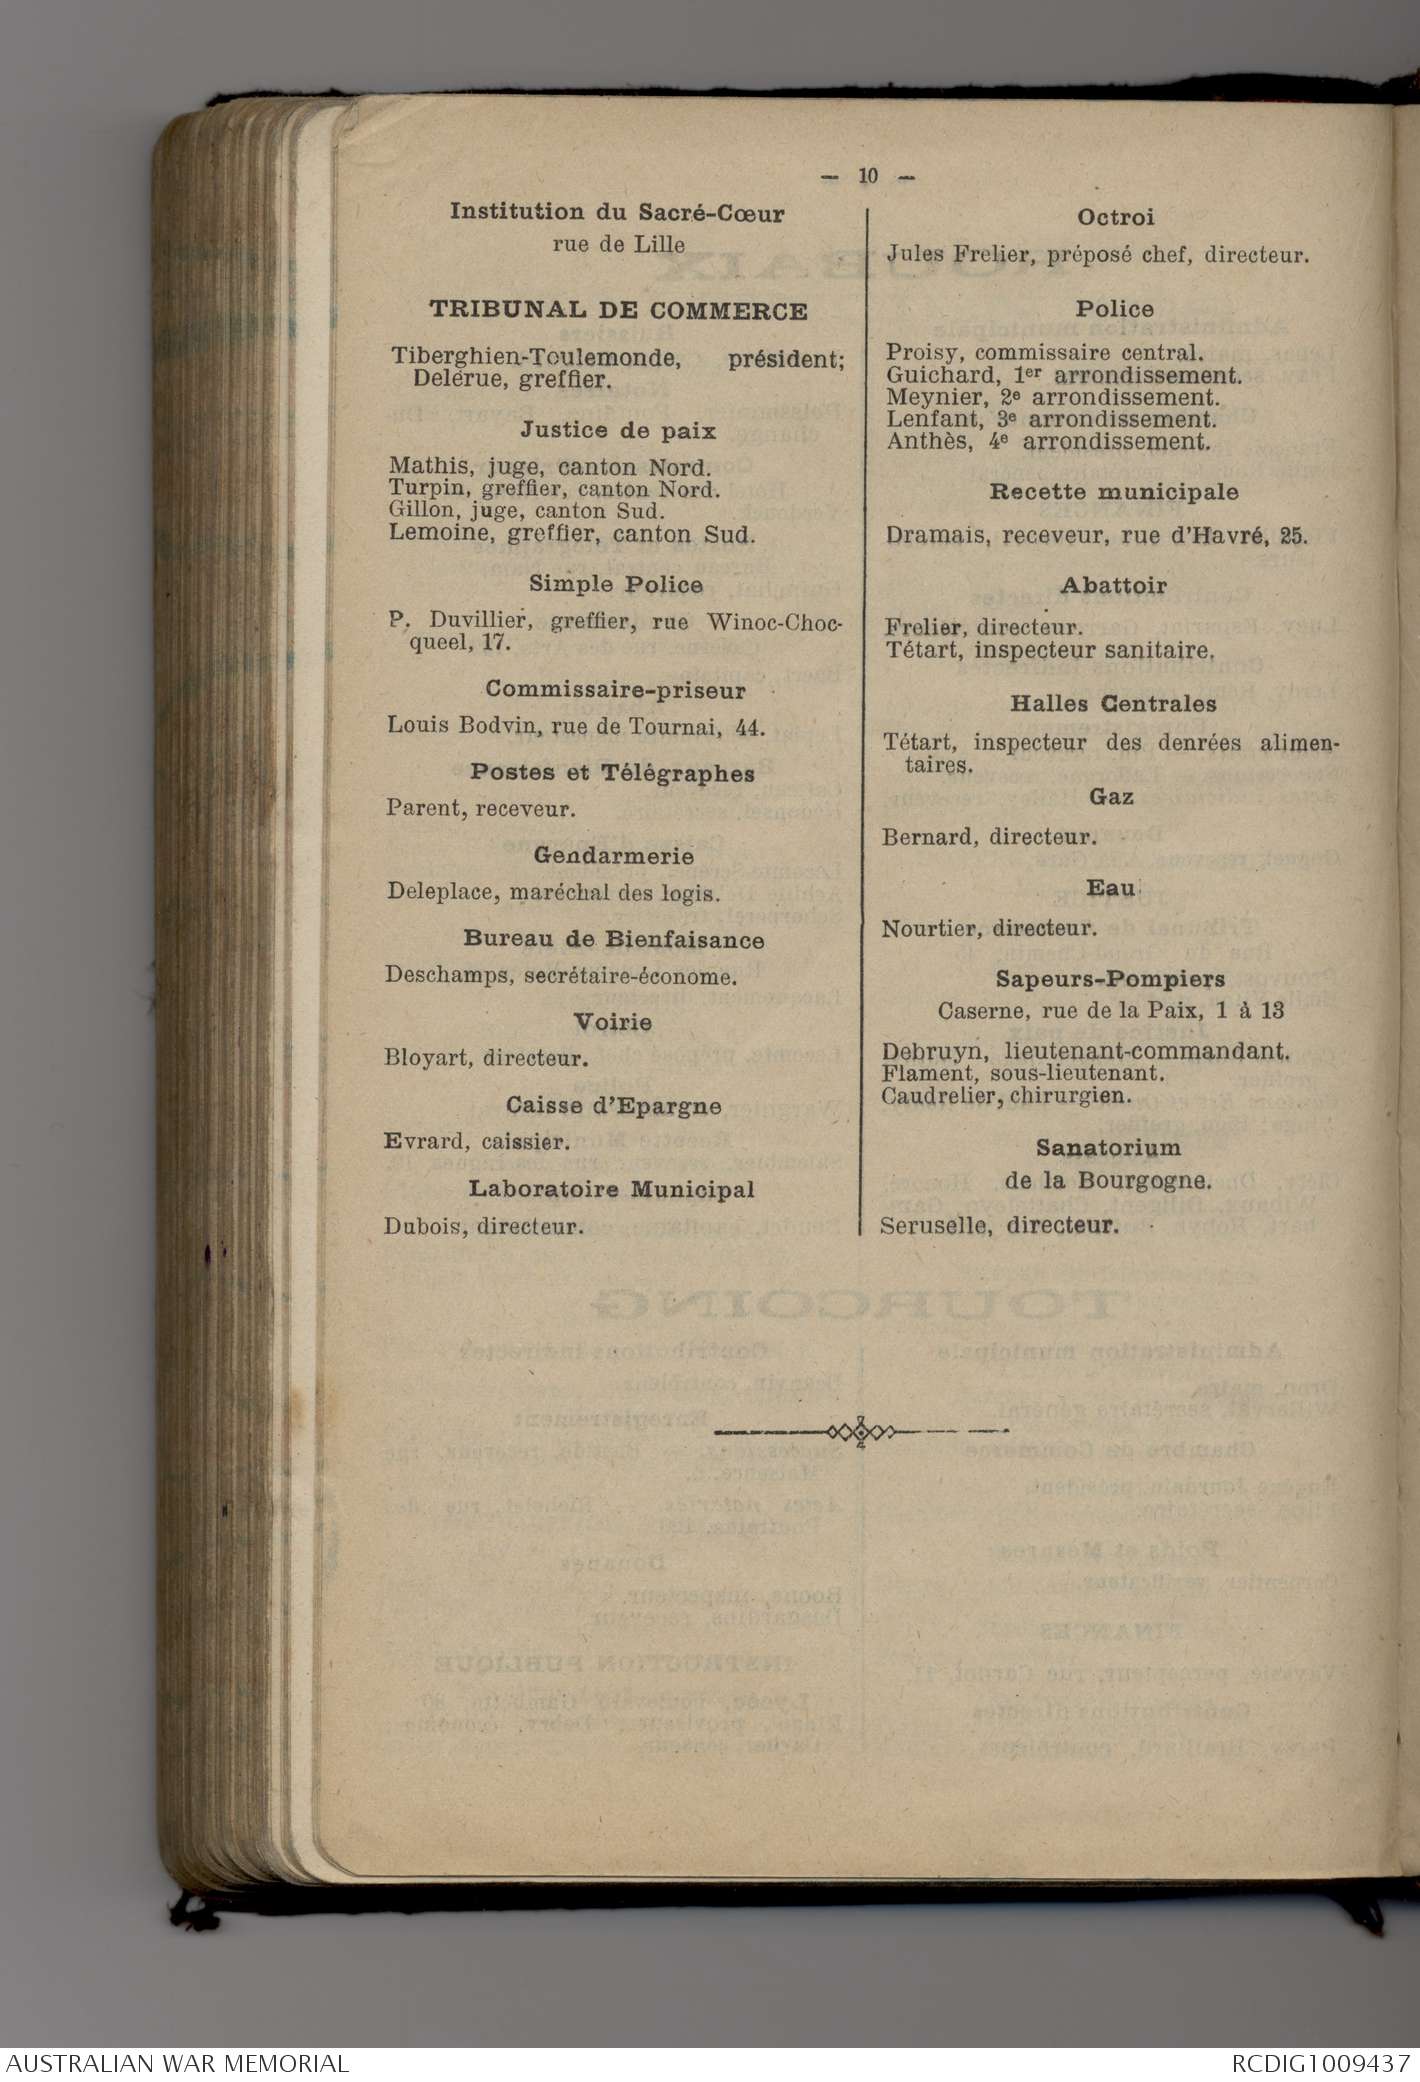 — 10 —
Institution du Sacré-Cœur
rue de Lille
TRIBUNAL DE COMMERCE
Tiberghien-Toulemonde, président;
Delerue, greffier.
Justice de paix
Mathis, juge, canton Nord.
Turpin, greffier, canton Nord.
Gillon, juge, canton Sud.
Lemoine, greffier, canton Sud.
Simple Police
P. Duvillier, greffier, rue Winoc-Choc-
queel, 17.
Commissaire-priseur
Louis Bodvin, rue de Tournai, 44.
Postes et Télégraphes
Parent, receveur.
Gendarmerie
Deleplace, maréchal des logis.
Bureau de Bienfaisance
Deschamps, secrétaire-économe.
Voirie
Bloyart, directeur.
Caisse d'Epargne
Evrard, caissier.
Laboratoire Municipal
Dubois, directeur.
Octroi
Jules Frelier, préposé chef, directeur.
Police
Proisy, commissaire central.
Guichard, 1er arrondissement.
Meynier, 2e arrondissement.
Lenfant, 3e arrondissement.
Anthès, 4e arrondissement.
Recette municipale
Dramais, receveur, rue d'Havré, 25.
Abattoir
Frelier, directeur.
Tétart, inspecteur sanitaire.
Halles Centrales
Tétart, inspecteur des denrées alimen-
taires.
Gaz
Bernard, directeur.
Eau
Nourtier, directeur.
Sapeurs-Pompiers
Caserne, rue de la Paix, 1 à 13
Debruyn, lieutenant-commandant.
Flament, sous-lieutenant.
Caudrelier, chirurgien.
Sanatorium
de la Bourgogne.
Seruselle, directeur.
AUSTRALIAN WAR MEMORIAL
RCDIG1009437